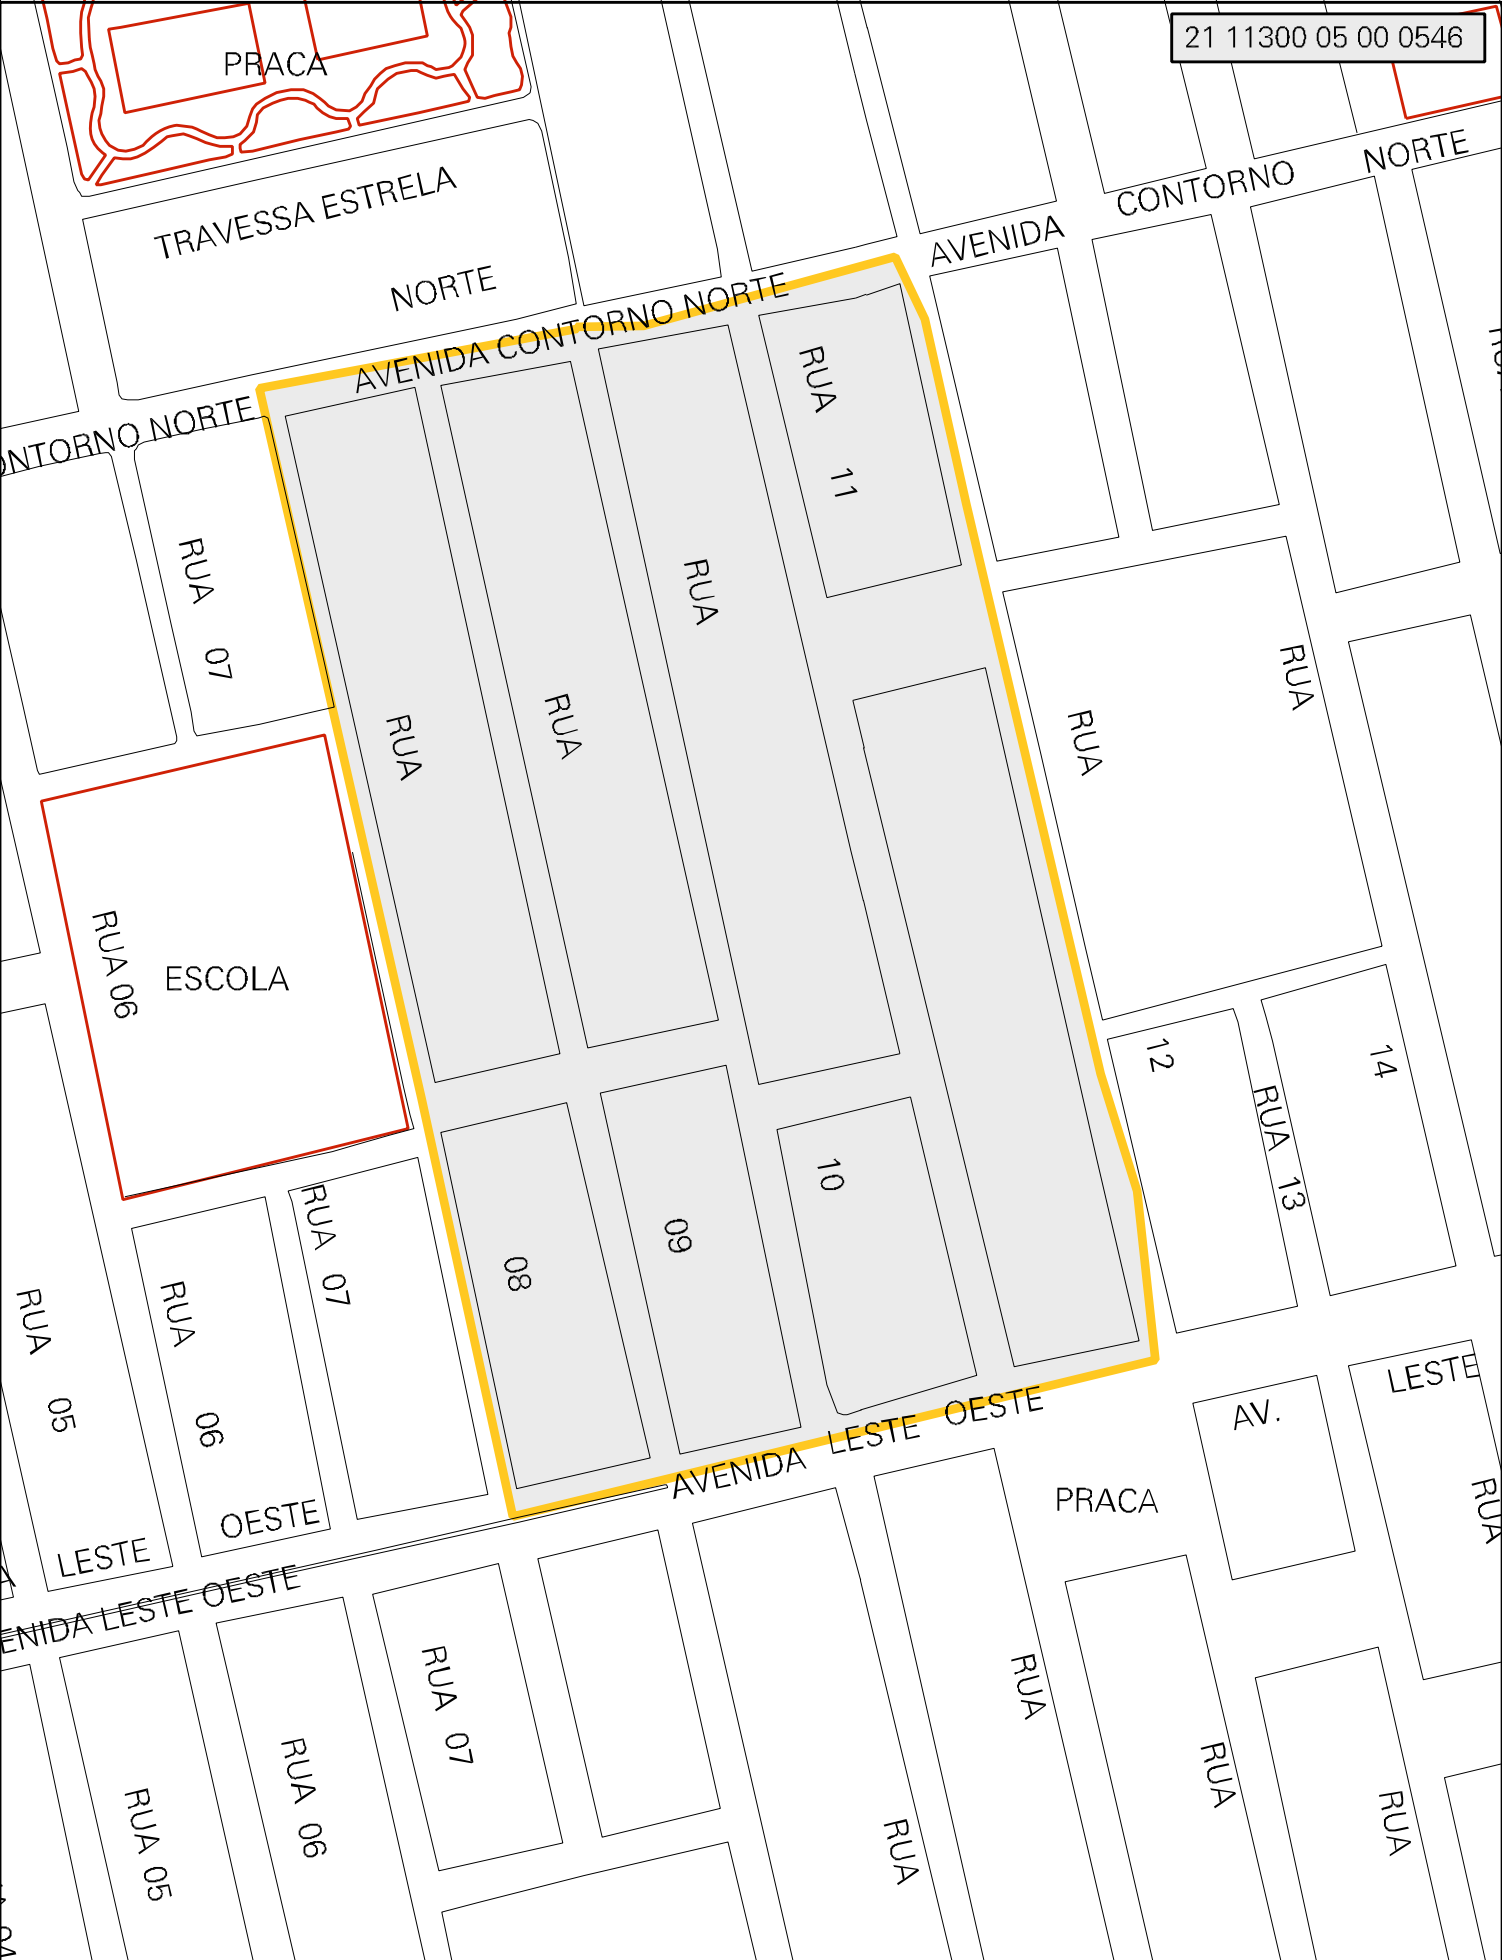 21 11300 05 00 0546
PRACA
TRAVESSA ESTRELA
NORTE
AVENIDA CONTORNO NORTE
AVENIDA CONTORNO NORTE
ONTORNO NORTE
RUA 11
RUA 07
RUA
RUA
RUA
RUA
RUA
RUA 06
ESCOLA
12
14
RUA 13
10
09
08
RUA 07
RUA 05
RUA 06
LESTE OESTE
AVENIDA LESTE OESTE
AV. LESTE
PRACA
ENIDA LESTE OESTE
RUA
RUA 07
RUA
RUA 06
RUA
RUA 05
RUA
RUA
04